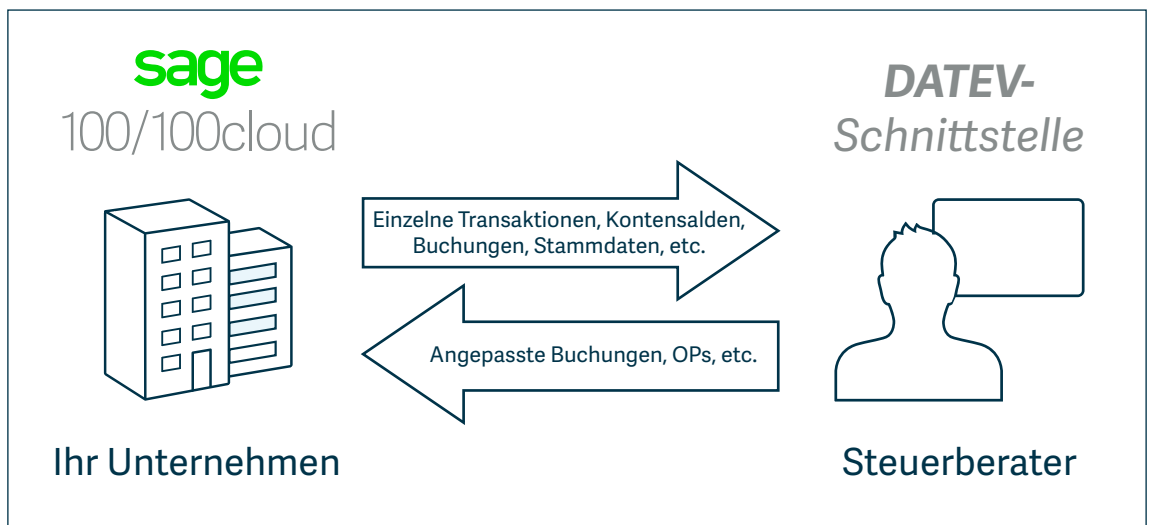 sage
100/100cloud
DATEV-
Schnittstelle
Einzelne Transaktionen, Kontensalden,
Buchungen, Stammdaten, etc.
Angepasste Buchungen, OPs, etc.
Ihr Unternehmen
Steuerberater